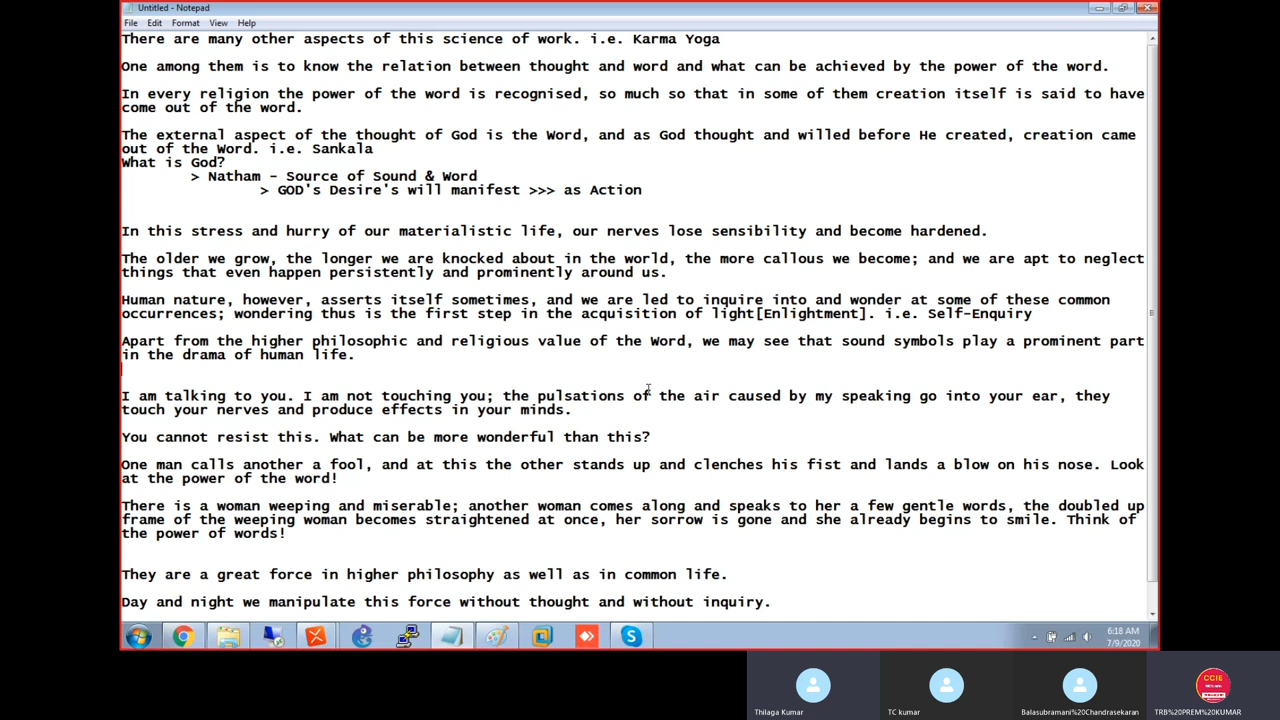 Untitled - Notepad
File Edit Format View Help
There are many other aspects of this science of work. i.e. Karma Yoga
One among them is to know the relation between thought and word and what can be achieved by the power of the word.
In every religion the power of the word is recognised, so much so that in some of them creation itself is said to have
come out of the word.
The external aspect of the thought of God is the Word, and as God thought and willed before He created, creation came
out of the Word. i.e. Sankala
What is God?
> Natham - Source of Sound & Word
> GOD's Desire's will manifest >>> as Action
In this stress and hurry of our materialistic life, our nerves lose sensibility and become hardened.
The older we grow, the longer we are knocked about in the world, the more callous we become; and we are apt to neglect
things that even happen persistently and prominently around us.
Human nature, however, asserts itself sometimes, and we are led to inquire into and wonder at some of these common
occurrences; wondering thus is the first step in the acquisition of light[Enlightment]. i.e. Self-Enquiry
Apart from the higher philosophic and religious value of the Word, we may see that sound symbols play a prominent part
in the drama of human life.
I am talking to you. I am not touching you; the pulsations of the air caused by my speaking go into your ear, they
touch your nerves and produce effects in your minds.
You cannot resist this. What can be more wonderful than this?
One man calls another a fool, and at this the other stands up and clenches his fist and lands a blow on his nose. Look
at the power of the word!
There is a woman weeping and miserable; another woman comes along and speaks to her a few gentle words, the doubled up
frame of the weeping woman becomes straightened at once, her sorrow is gone and she already begins to smile. Think of
the power of words!
They are a great force in higher philosophy as well as in common life.
Day and night we manipulate this force without thought and without inquiry.
6:18 AM
7/9/2020
CCIE
Thilaga Kumar
TC kumar
Balasubramani%20Chandrasekaran
TRB%20PREM%20KUMAR